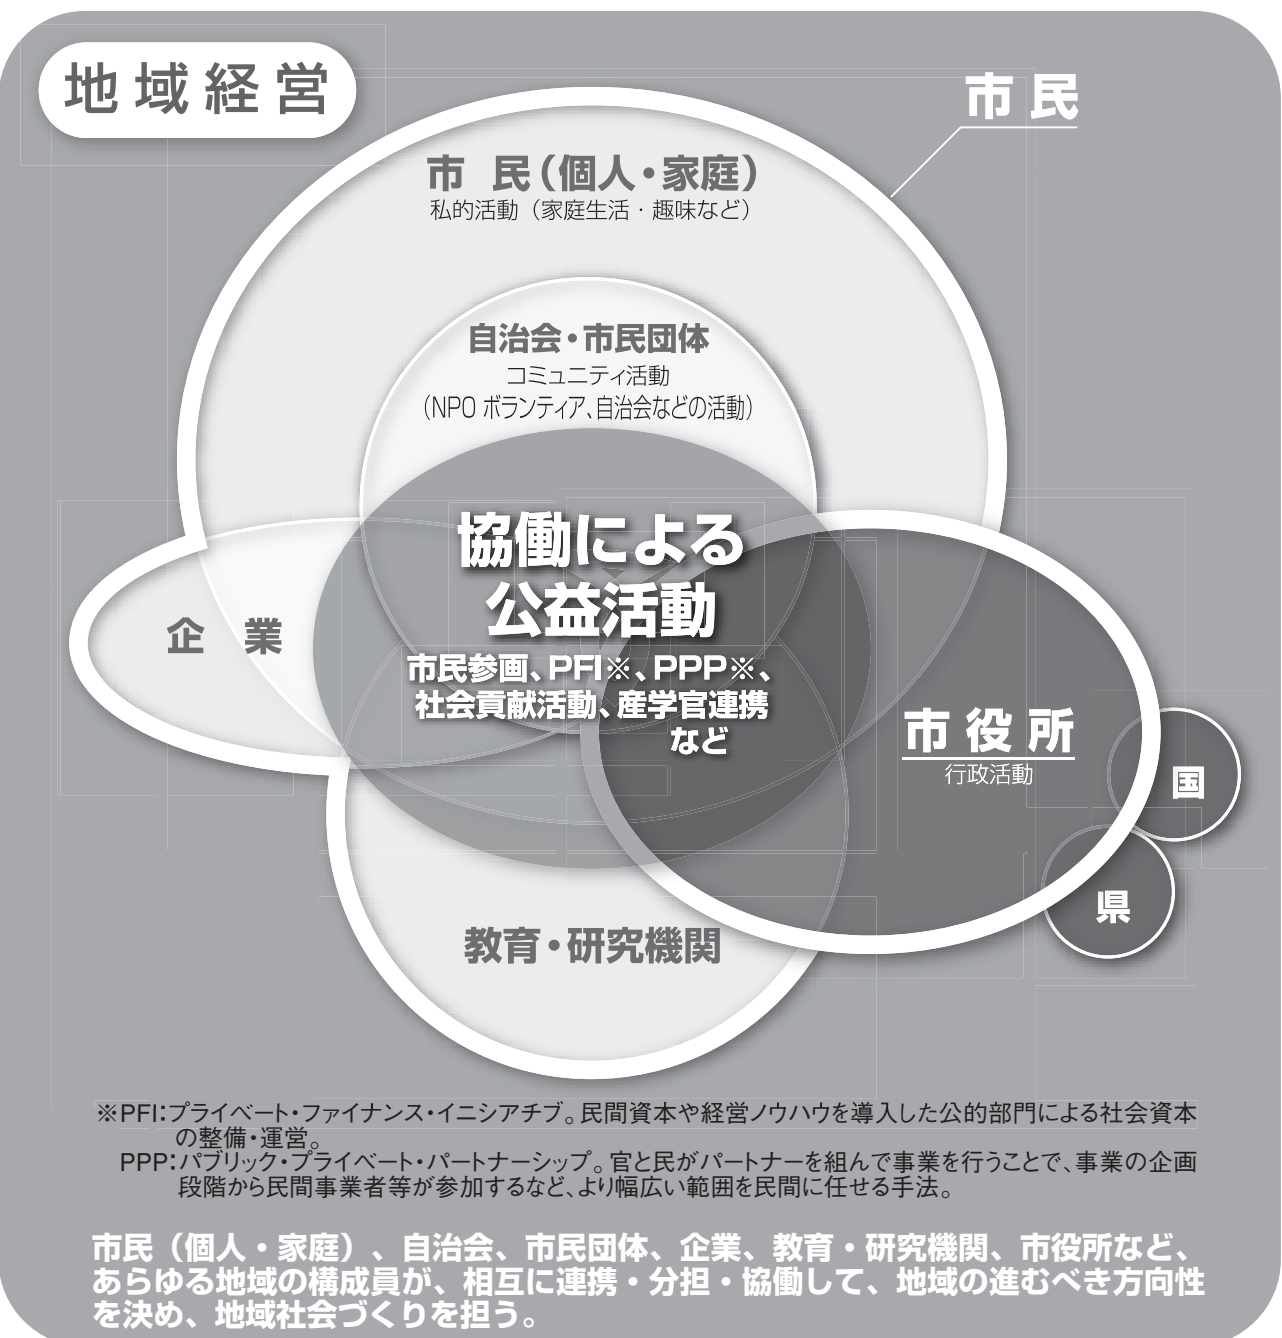 地域経営
市民
市 民（個人・家庭）
私的活動（家庭生活・趣味など）
自治会・市民団体
コミュニティ活動
（NPO ボランティア、自治会などの活動）
協働による
公益活動
市民参画、PFI※、PPP※、
社会貢献活動、産学官連携
など
企 業
市役所
行政活動
国
県
教育・研究機関
※PFI：プライベート・ファイナンス・イニシアチブ。民間資本や経営ノウハウを導入した公的部門による社会資本
の整備・運営。
PPP：パブリック・プライベート・パートナーシップ。官と民がパートナーを組んで事業を行うことで、事業の企画
段階から民間事業者等が参加するなど、より幅広い範囲を民間に任せる手法。
市民（個人・家庭）、自治会、市民団体、企業、教育・研究機関、市役所など、
あらゆる地域の構成員が、相互に連携・分担・協働して、地域の進むべき方向性
を決め、地域社会づくりを担う。